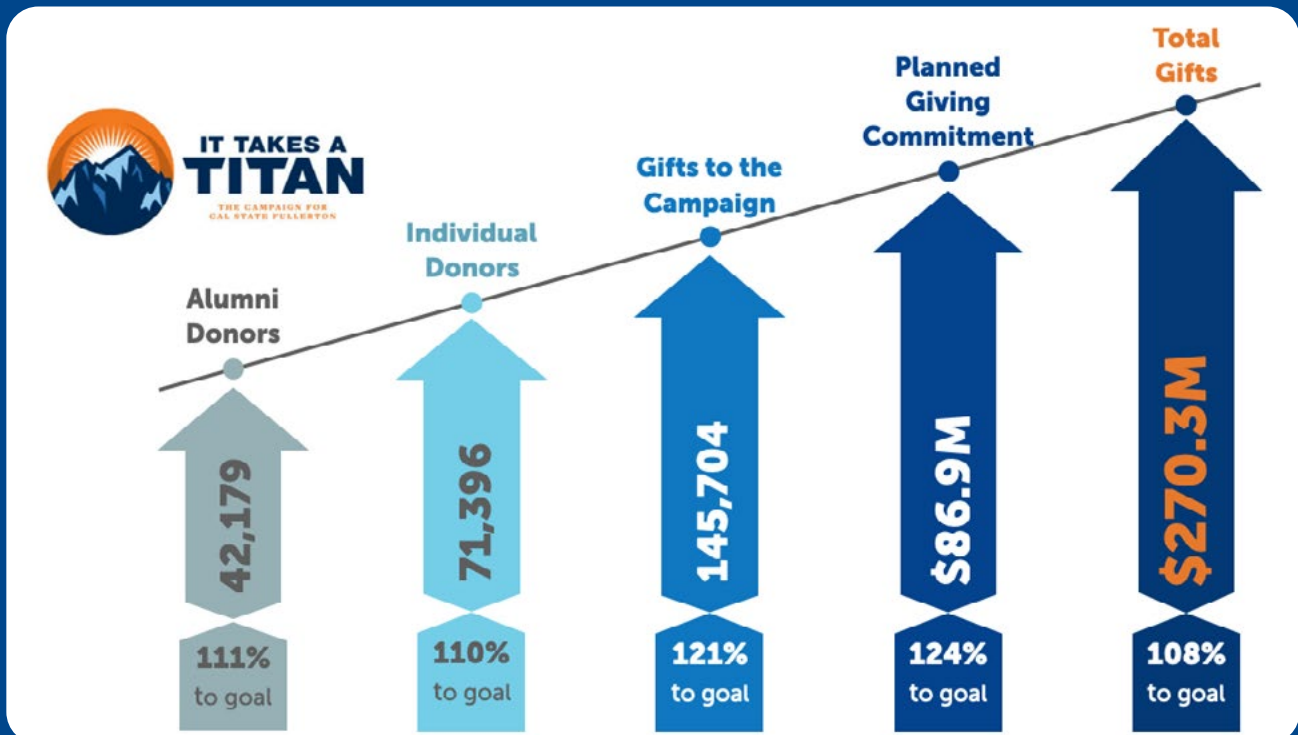 IT TAKES A
TITAN
THE CAMPAIGN FOR
CAL STATE FULLERTON
Alumni
Donors
42,179
111%
to goal
Individual
Donors
71,396
110%
to goal
Gifts to the
Campaign
145,704
121%
to goal
Planned
Giving
Commitment
$86.9M
124%
to goal
Total
Gifts
$270.3M
108%
to goal